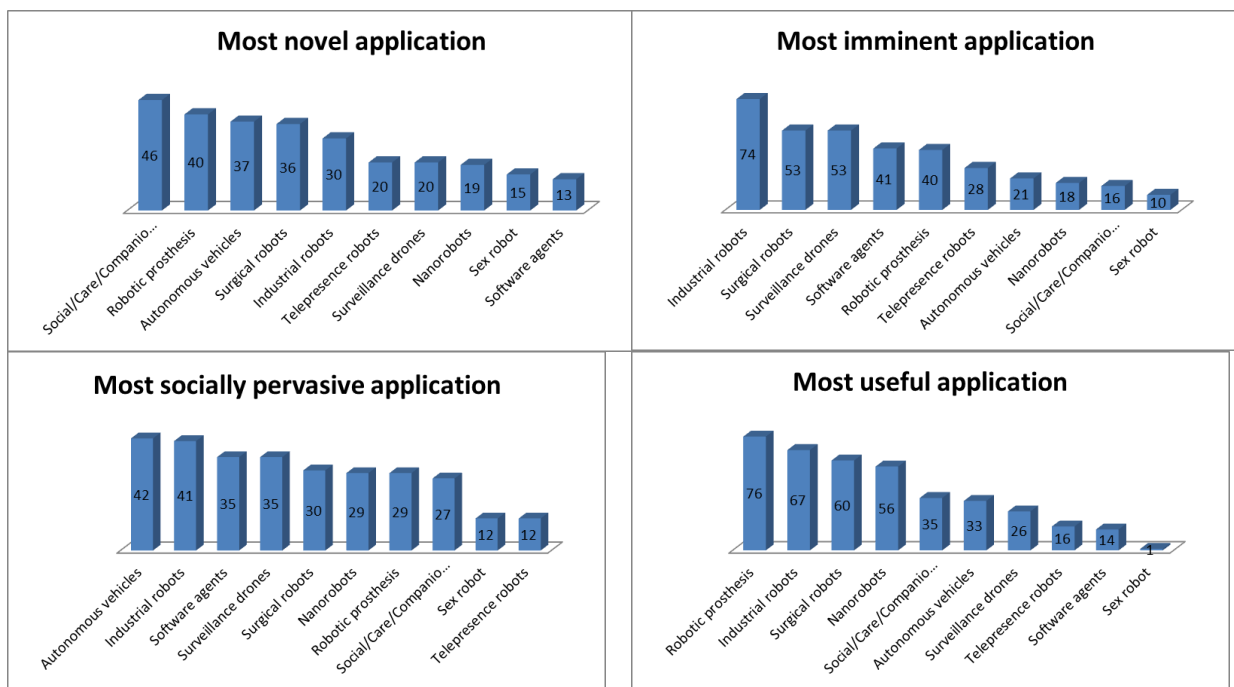 Most novel application
46
40
37
36
30
20
20
19
15
13
Social/Care/Companio...
Robotic prosthesis
Autonomous vehicles
Surgical robots
Industrial robots
Telepresence robots
Surveillance drones
Nanorobots
Sex robot
Software agents
Most imminent application
74
53
53
41
40
28
21
18
16
10
Industrial robots
Surgical robots
Surveillance drones
Software agents
Robotic prosthesis
Telepresence robots
Autonomous vehicles
Nanorobots
Social/Care/Companio...
Sex robot
Most socially pervasive application
42
41
35
35
30
29
29
27
12
12
Autonomous vehicles
Industrial robots
Software agents
Surveillance drones
Surgical robots
Nanorobots
Robotic prosthesis
Social/Care/Companio...
Sex robot
Telepresence robots
Most useful application
76
67
60
56
35
33
26
16
14
1
Robotic prosthesis
Industrial robots
Surgical robots
Nanorobots
Social/Care/Companio...
Autonomous vehicles
Surveillance drones
Telepresence robots
Software agents
Sex robot